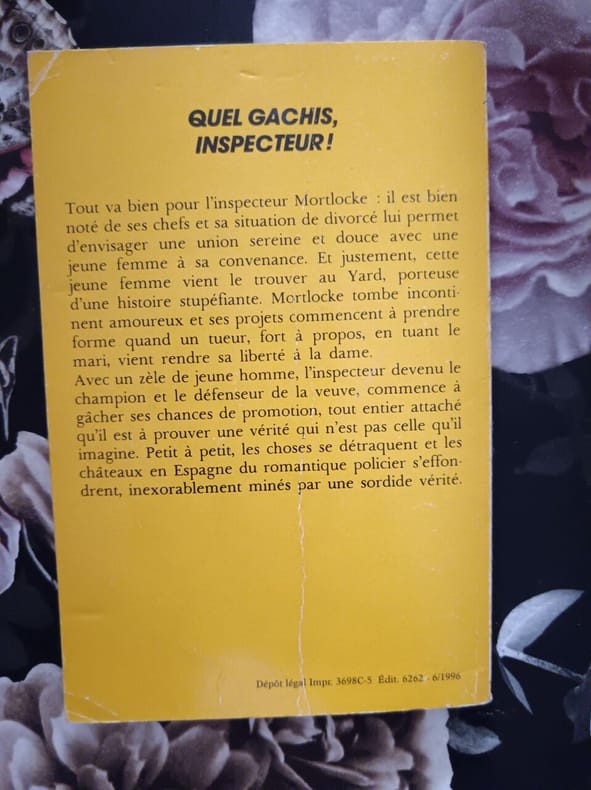 QUEL GACHIS,
INSPECTEUR !
Tout va bien pour l'inspecteur Mortlocke : il est bien
noté de ses chefs et sa situation de divorcé lui permet
d'envisager une union sereine et douce avec une
jeune femme à sa convenance. Et justement, cette
jeune femme vient le trouver au Yard, porteuse
d'une histoire stupéfiante. Mortlocke tombe inconti-
nent amoureux et ses projets commencent à prendre
forme quand un tueur, fort à propos, en tuant le
mari, vient rendre sa liberté à la dame.
Avec un zèle de jeune homme, l'inspecteur devenu le
champion et le défenseur de la veuve, commence à
gâcher ses chances de promotion, tout entier attaché
qu'il est à prouver une vérité qui n'est pas celle qu'il
imagine. Petit à petit, les choses se détraquent et les
châteaux en Espagne du romantique policier s'effon-
drent, inexorablement minés par une sordide vérité.
Dépôt légal Impr. 3698C-5 Édit. 6262 - 6/1996